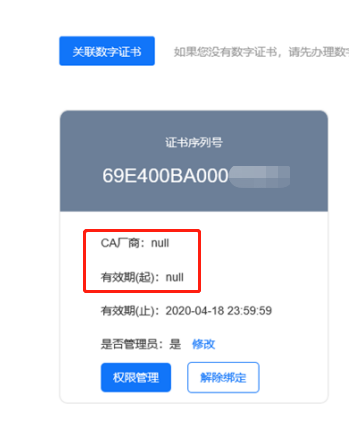 关联数字证书 如果您没有数字证书，请先办理数
证书序列号
69E400BA000
CA厂商：null
有效期(起)：null
有效期(止)：2020-04-18 23:59:59
是否管理员：是 修改
权限管理 解除绑定